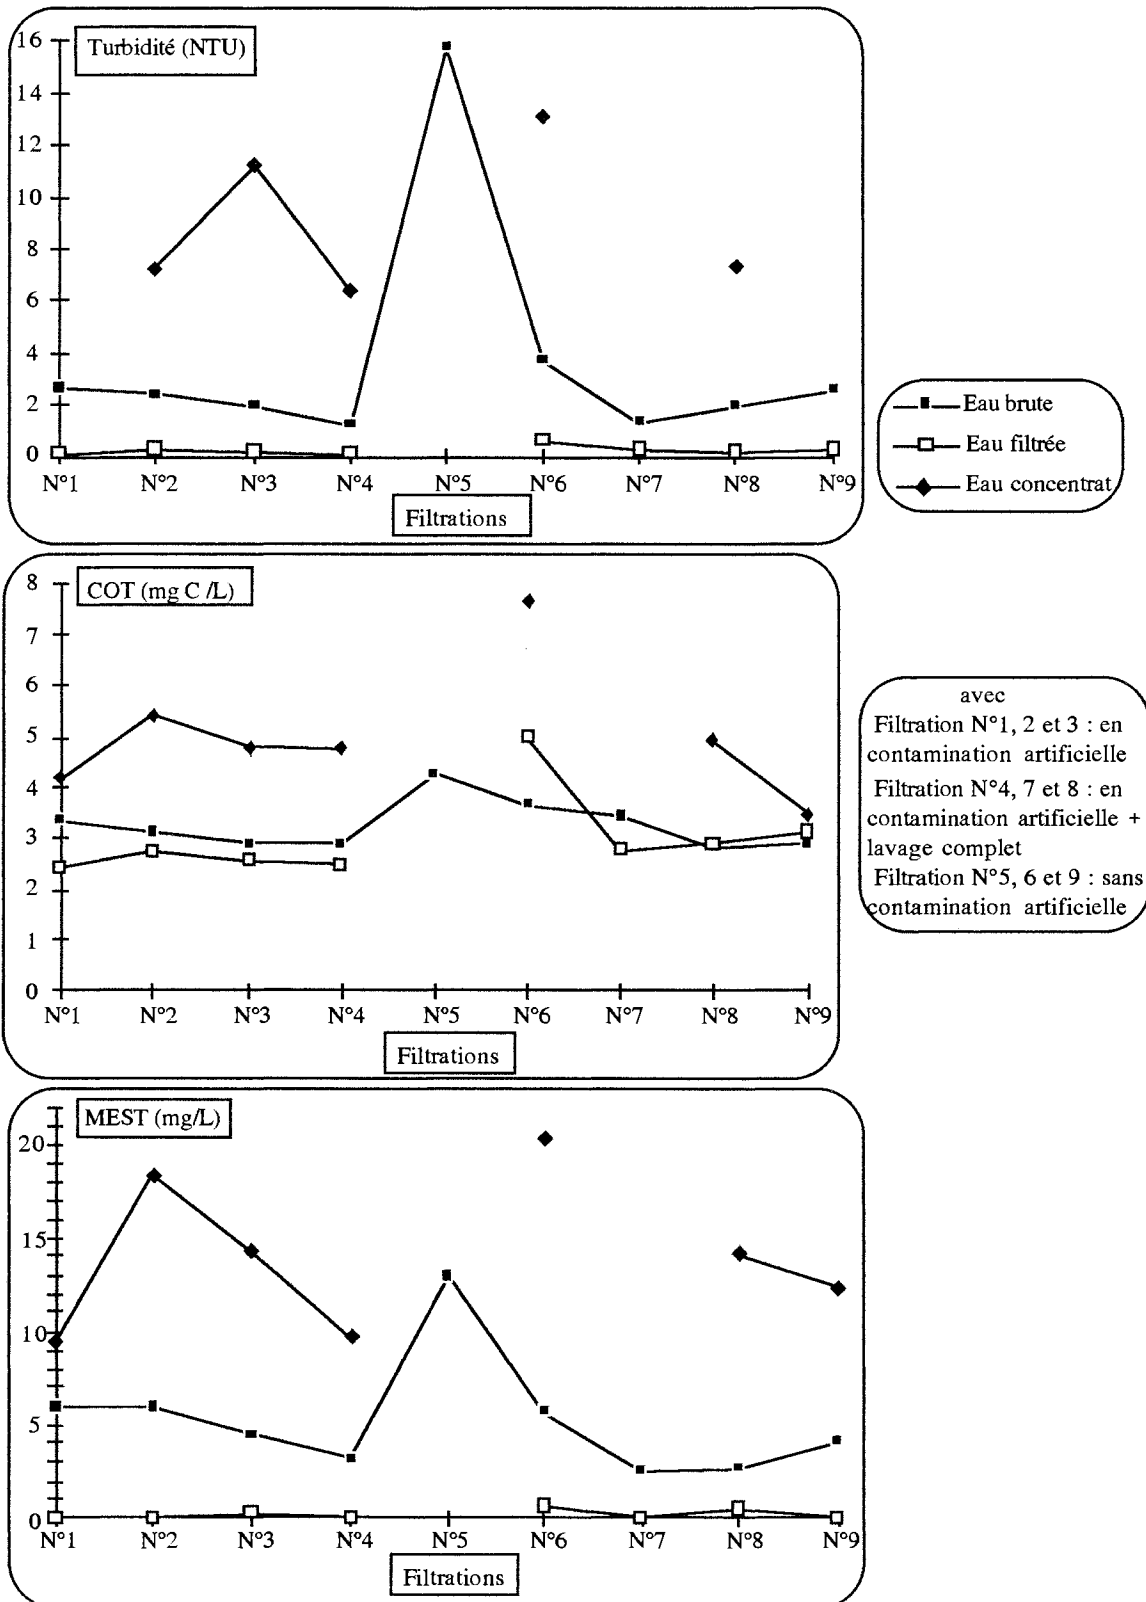 Turbidité (NTU)
16
14
12
10
8
6
4
2
0
N°1 N°2 N°3 N°4 N°5 N°6 N°7 N°8 N°9
Filtrations
Eau brute
Eau filtrée
Eau concentrat
COT (mg C /L)
8
7
6
5
4
3
2
1
0
N°1 N°2 N°3 N°4 N°5 N°6 N°7 N°8 N°9
Filtrations
avec
Filtration N°1, 2 et 3 : en
contamination artificielle
Filtration N°4, 7 et 8 : en
contamination artificielle +
lavage complet
Filtration N°5, 6 et 9 : sans
contamination artificielle
MEST (mg/L)
20
15
10
5
0
N°1 N°2 N°3 N°4 N°5 N°6 N°7 N°8 N°9
Filtrations